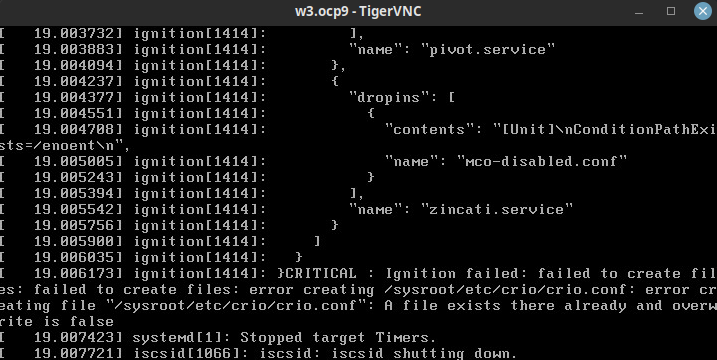 w3.ocp9 - TigerVNC
[   19.003732] ignition[1414]:         ],
[   19.003883] ignition[1414]:         "name": "pivot.service"
[   19.004094] ignition[1414]:       },
[   19.004237] ignition[1414]:       {
[   19.004377] ignition[1414]:         "dropins": [
[   19.004551] ignition[1414]:           {
[   19.004708] ignition[1414]:             "contents": "[Unit]\nConditionPathExi
sts=/enoent\n",
[   19.005005] ignition[1414]:             "name": "mco-disabled.conf"
[   19.005243] ignition[1414]:           }
[   19.005394] ignition[1414]:         ],
[   19.005542] ignition[1414]:         "name": "zincati.service"
[   19.005756] ignition[1414]:       }
[   19.005900] ignition[1414]:     ]
[   19.006035] ignition[1414]:   }
[   19.006173] ignition[1414]: }CRITICAL : Ignition failed: failed to create fil
es: failed to create files: error creating /sysroot/etc/crio/crio.conf: error cr
eating file "/sysroot/etc/crio/crio.conf": A file exists there already and overw
rite is false
[   19.007423] systemd[1]: Stopped target Timers.
[   19.007721] iscsid[1066]: iscsid: iscsid shutting down.